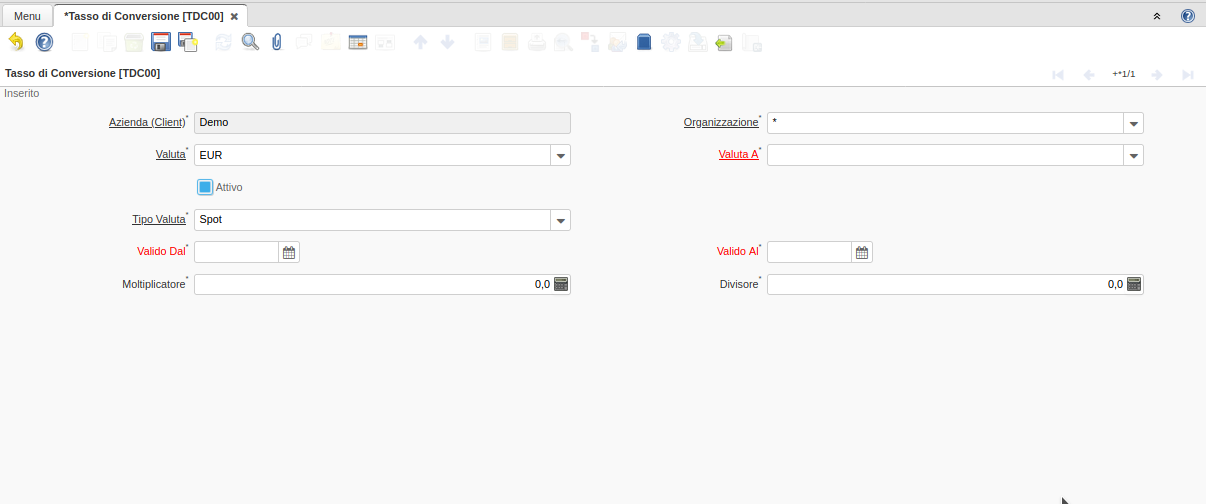 Menu
*Tasso di Conversione [TDC00]
Tasso di Conversione [TDC00]
+*1/1
Inserito
Azienda (Client)* Demo
Organizzazione* *
Valuta* EUR
Valuta A*
Attivo
Tipo Valuta* Spot
Valido Dal*
Valido Al*
Moltiplicatore* 0,0
Divisore* 0,0